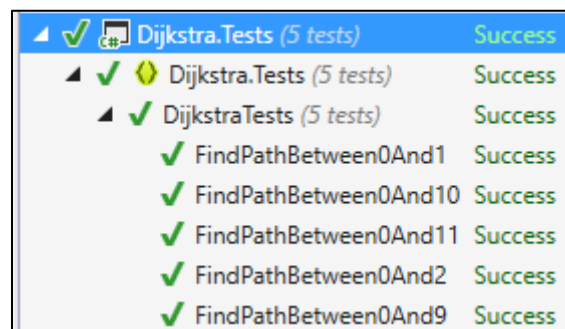 Dijkstra.Tests (5 tests) Success
Dijkstra.Tests (5 tests) Success
DijkstraTests (5 tests) Success
FindPathBetween0And1 Success
FindPathBetween0And10 Success
FindPathBetween0And11 Success
FindPathBetween0And2 Success
FindPathBetween0And9 Success